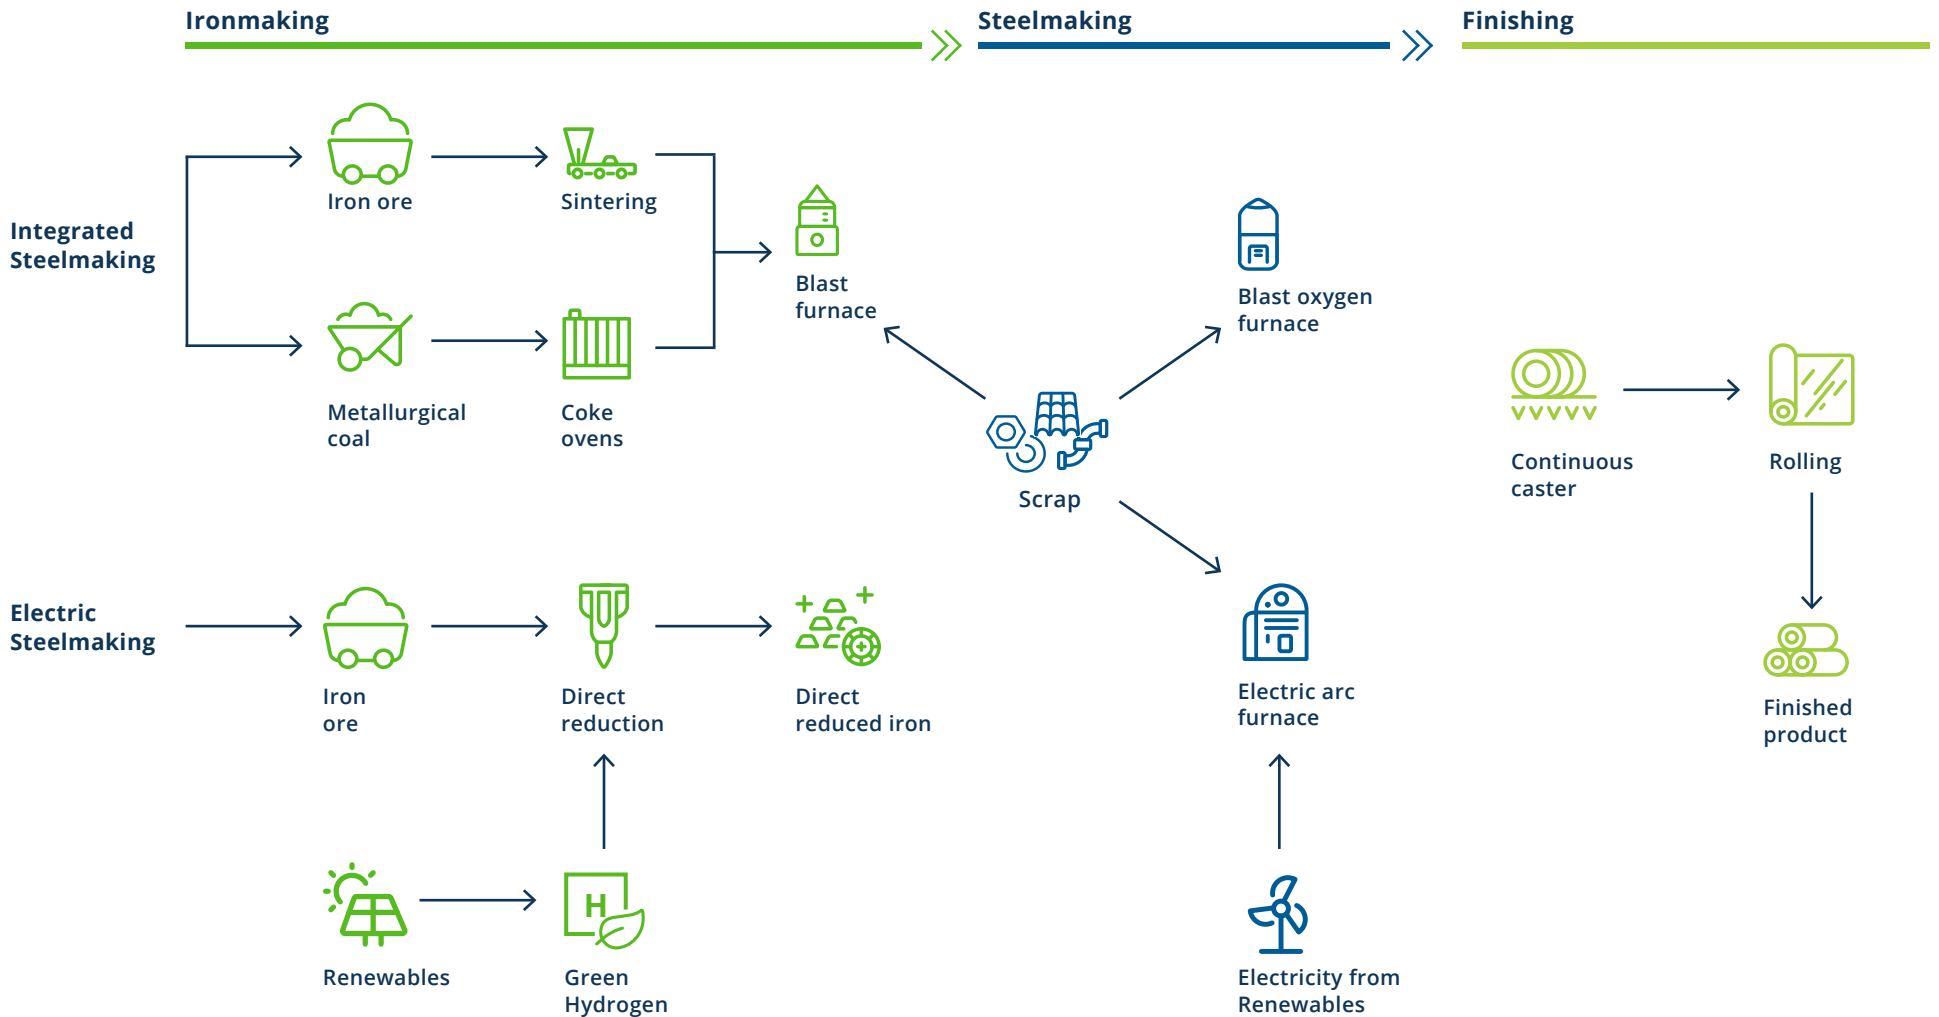 Ironmaking
Steelmaking
Finishing
Integrated
Steelmaking
Iron ore
Sintering
Blast
furnace
Metallurgical
coal
Coke
ovens
Blast oxygen
furnace
Scrap
Continuous
caster
Rolling
Electric
Steelmaking
Iron
ore
Direct
reduction
Direct
reduced iron
Electric arc
furnace
Finished
product
Renewables
H
Green
Hydrogen
Electricity from
Renewables